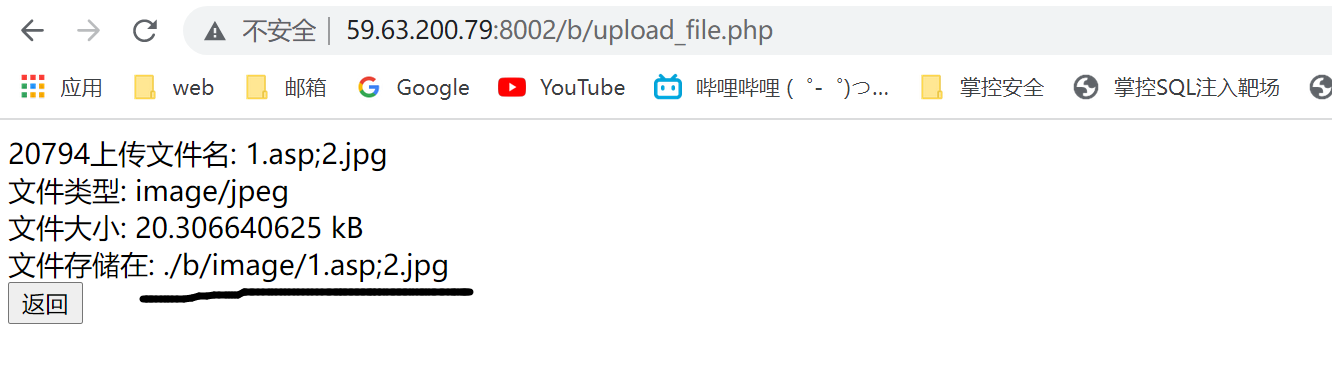 不安全 | 59.63.200.79:8002/b/upload_file.php
应用 web 邮箱 Google YouTube 哔哩哔哩 (゜-゜)つ... 掌控安全 掌控SQL注入靶场
20794上传文件名: 1.asp;2.jpg
文件类型: image/jpeg
文件大小: 20.306640625 kB
文件存储在: ./b/image/1.asp;2.jpg
返回